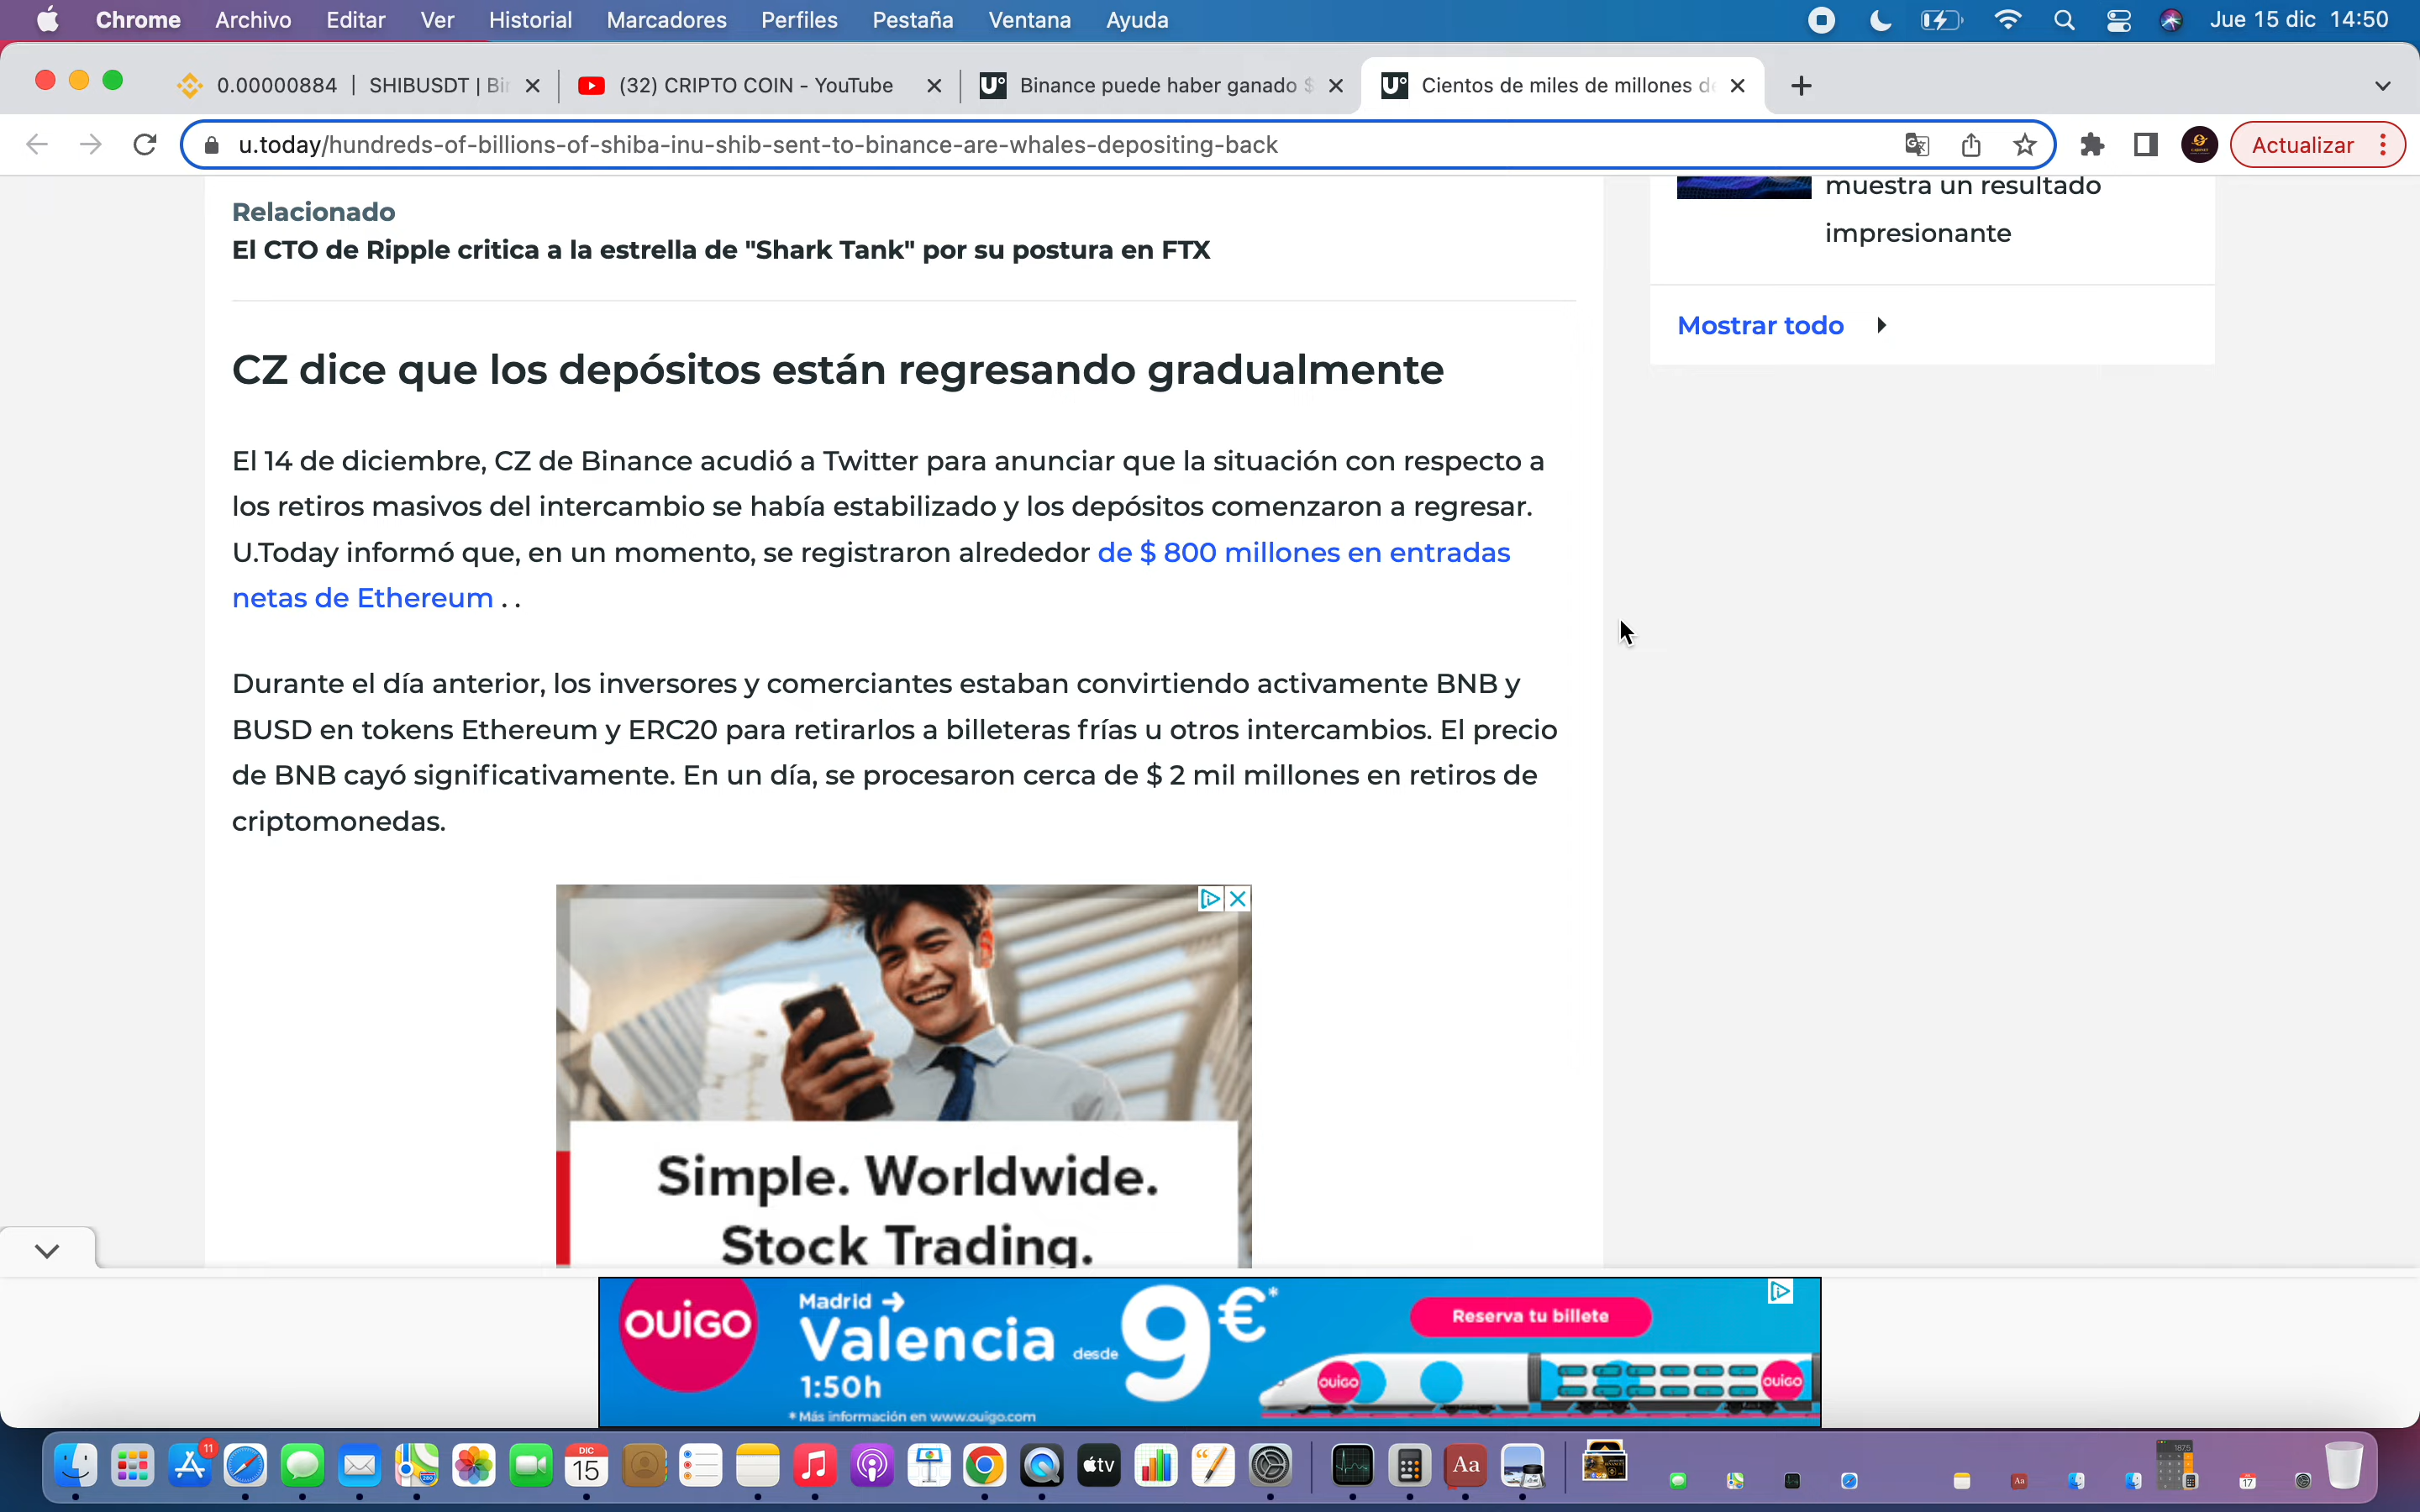 Chrome Archivo Editar Ver Historial Marcadores Perfiles Pestaña Ventana Ayuda Jue 15 dic 14:50
0.00000884 | SHIBUSDT | Bi (32) CRIPTO COIN - YouTube Binance puede haber ganado $ Cientos de miles de millones de
u.today/hundreds-of-billions-of-shiba-inu-shib-sent-to-binance-are-whales-depositing-back Actualizar
Relacionado
El CTO de Ripple critica a la estrella de "Shark Tank" por su postura en FTX
muestra un resultado
impresionante
Mostrar todo
CZ dice que los depósitos están regresando gradualmente
El 14 de diciembre, CZ de Binance acudió a Twitter para anunciar que la situación con respecto a
los retiros masivos del intercambio se había estabilizado y los depósitos comenzaron a regresar.
U.Today informó que, en un momento, se registraron alrededor de $ 800 millones en entradas
netas de Ethereum . .
Durante el día anterior, los inversores y comerciantes estaban convirtiendo activamente BNB y
BUSD en tokens Ethereum y ERC20 para retirarlos a billeteras frías u otros intercambios. El precio
de BNB cayó significativamente. En un día, se procesaron cerca de $ 2 mil millones en retiros de
criptomonedas.
Simple. Worldwide.
Stock Trading.
ouigo
Madrid
Valencia
1:50h
desde 9€*
* Más información en www.ouigo.com
Reserva tu billete
ouigo ouigo
11 DIC 15 tv Aa 17